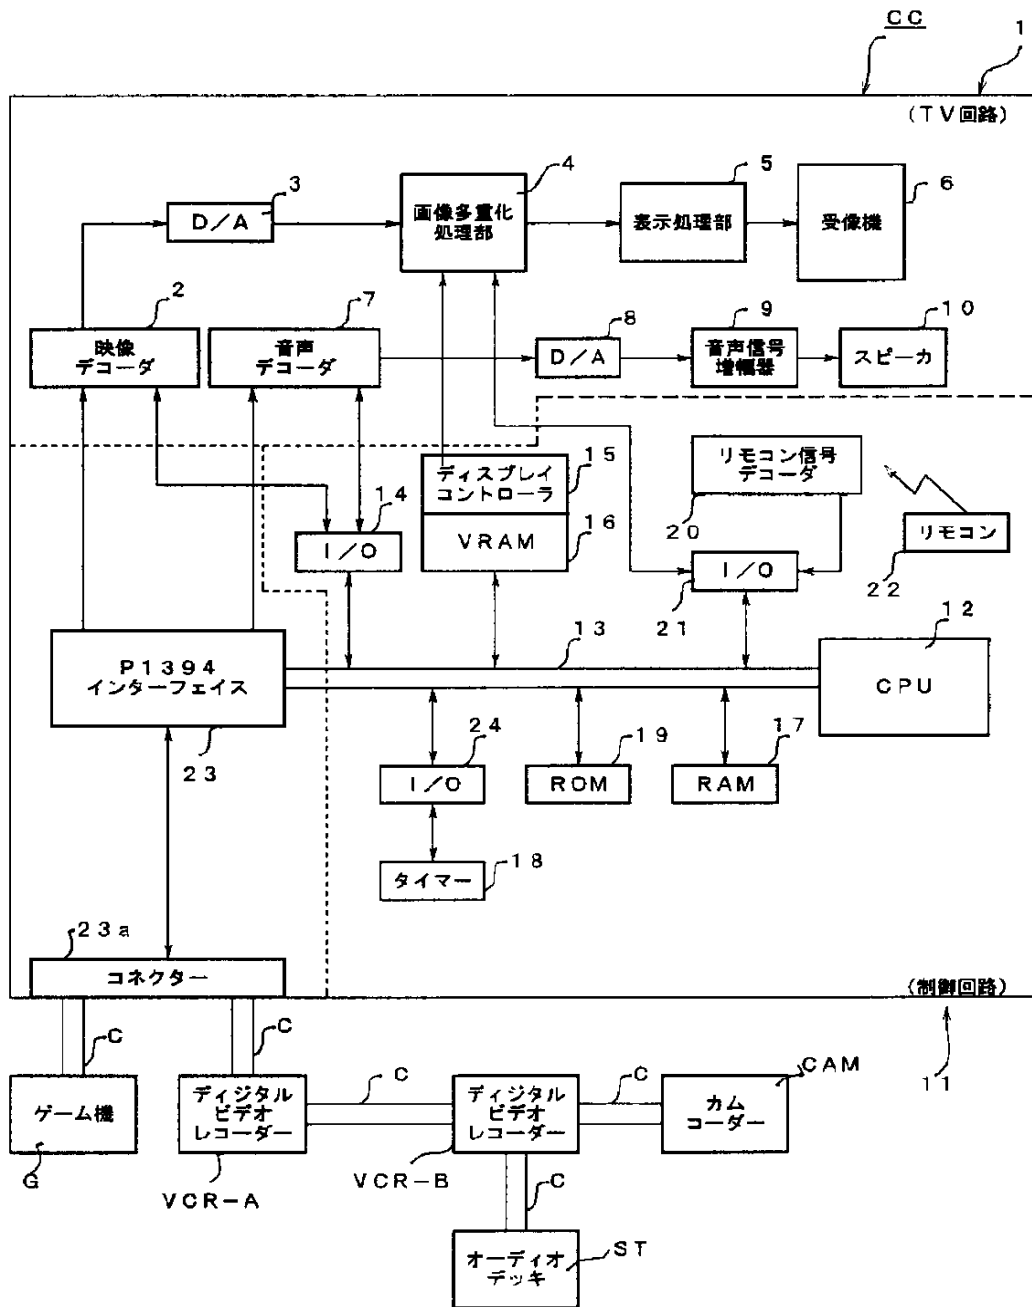 CC
1
(TV回路)
3
D/A
画像多重化
処理部
4
5
表示処理部
6
受像機
2
映像
デコーダ
7
音声
デコーダ
8
D/A
9
音声信号
増幅器
10
スピーカ
14
I/O
ディスプレイ
コントローラ
15
VRAM
16
リモコン信号
デコーダ
20
リモコン
22
I/O
21
13
12
CPU
P1394
インターフェイス
23
24
I/O
19
ROM
17
RAM
タイマー
18
23a
コネクター
(制御回路)
11
C
C
ゲーム機
G
ディジタル
ビデオ
レコーダー
VCR-A
C
ディジタル
ビデオ
レコーダー
VCR-B
C
カム
コーダー
CAM
C
オーディオ
デッキ
ST